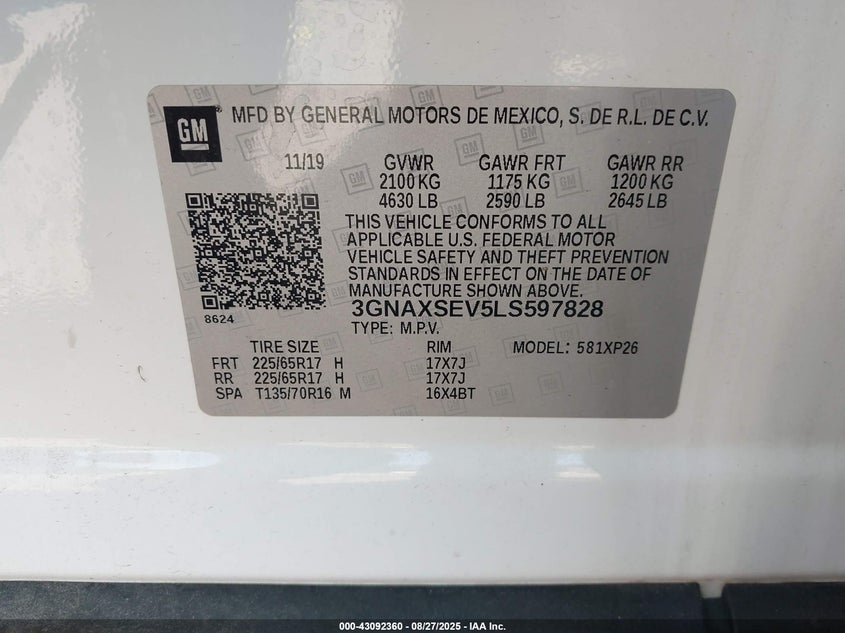 GM ® MFD BY GENERAL MOTORS DE MEXICO, S. DE R.L. DE C.V.
11/19 GVWR GAWR FRT GAWR RR
2100 KG 1175 KG 1200 KG
4630 LB 2590 LB 2645 LB
THIS VEHICLE CONFORMS TO ALL
APPLICABLE U.S. FEDERAL MOTOR
VEHICLE SAFETY AND THEFT PREVENTION
STANDARDS IN EFFECT ON THE DATE OF
MANUFACTURE SHOWN ABOVE.
8624 3GNAXSEV5LS597828
TYPE: M.P.V.
TIRE SIZE RIM MODEL: 581XP26
FRT 225/65R17 H 17X7J
RR 225/65R17 H 17X7J
SPA T135/70R16 M 16X4BT
000-43092360 - 08/27/2025 - IAA Inc.